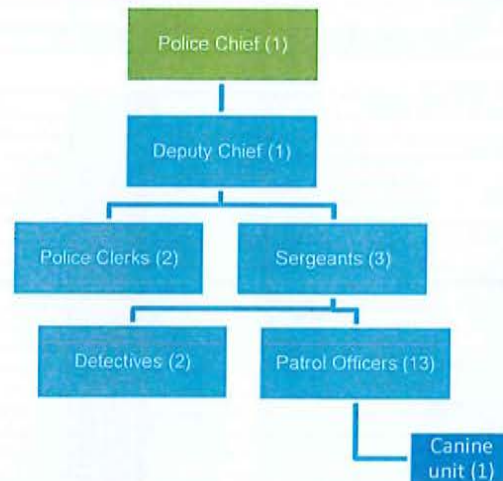 Police Chief (1)
Deputy Chief (1)
Police Clerks (2)
Sergeants (3)
Detectives (2)
Patrol Officers (13)
Canine
unit (1)